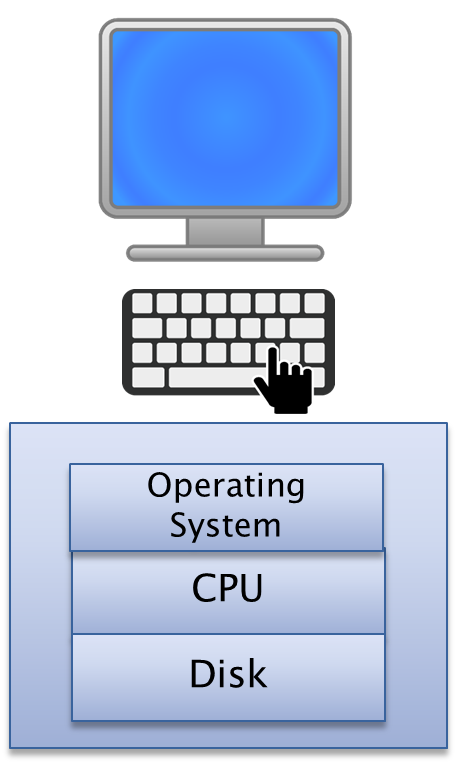 Operating
System
CPU
Disk